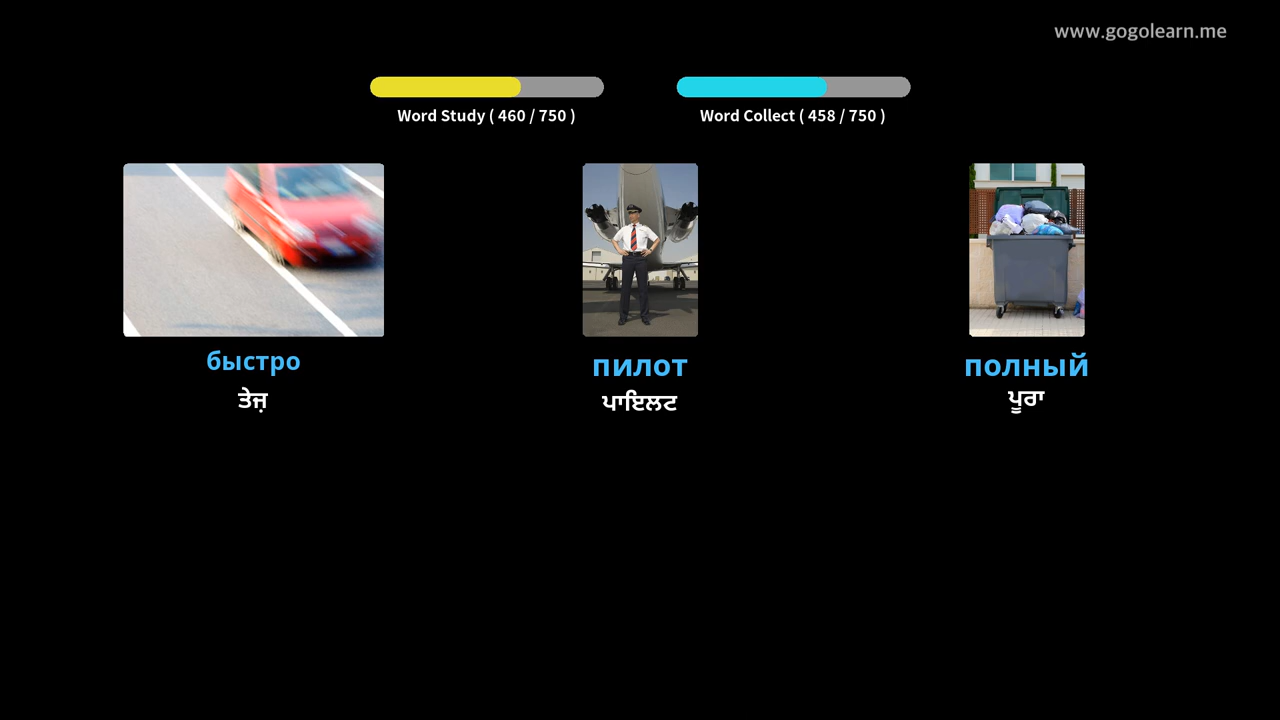 www.gogolearn.me
Word Study ( 460 / 750 )
Word Collect ( 458 / 750 )
быстро
пилот
полный
ਤੇਜ਼
ਪਾਇਲਟ
ਪੂਰਾ